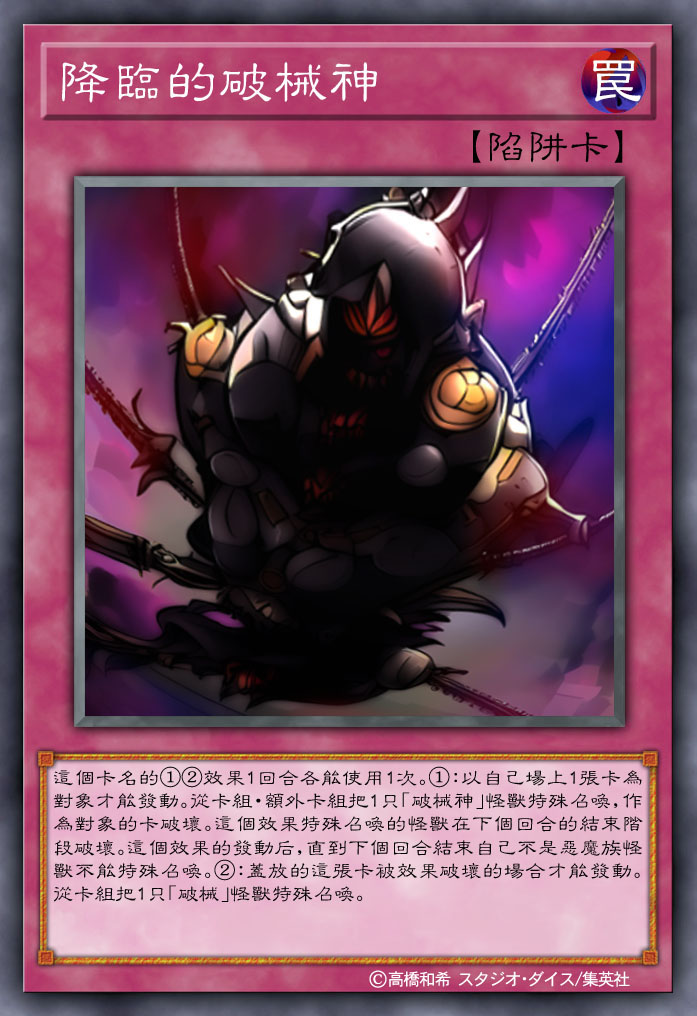 降臨的破械神
罠
【陷阱卡】
這個卡名的①②效果1回合各能使用1次。①:以自己場上1張卡為
對象才能發動。從卡組·額外卡組把1只「破械神」怪獸特殊召喚,作
為對象的卡破壞。這個效果特殊召喚的怪獸在下個回合的結束階
段破壞。這個效果的發動后,直到下個回合結束自己不是惡魔族怪
獸不能特殊召喚。②:蓋放的這張卡被效果破壞的場合才能發動。
從卡組把1只「破械」怪獸特殊召喚。
©高橋和希 スタジオ・ダイス/集英社